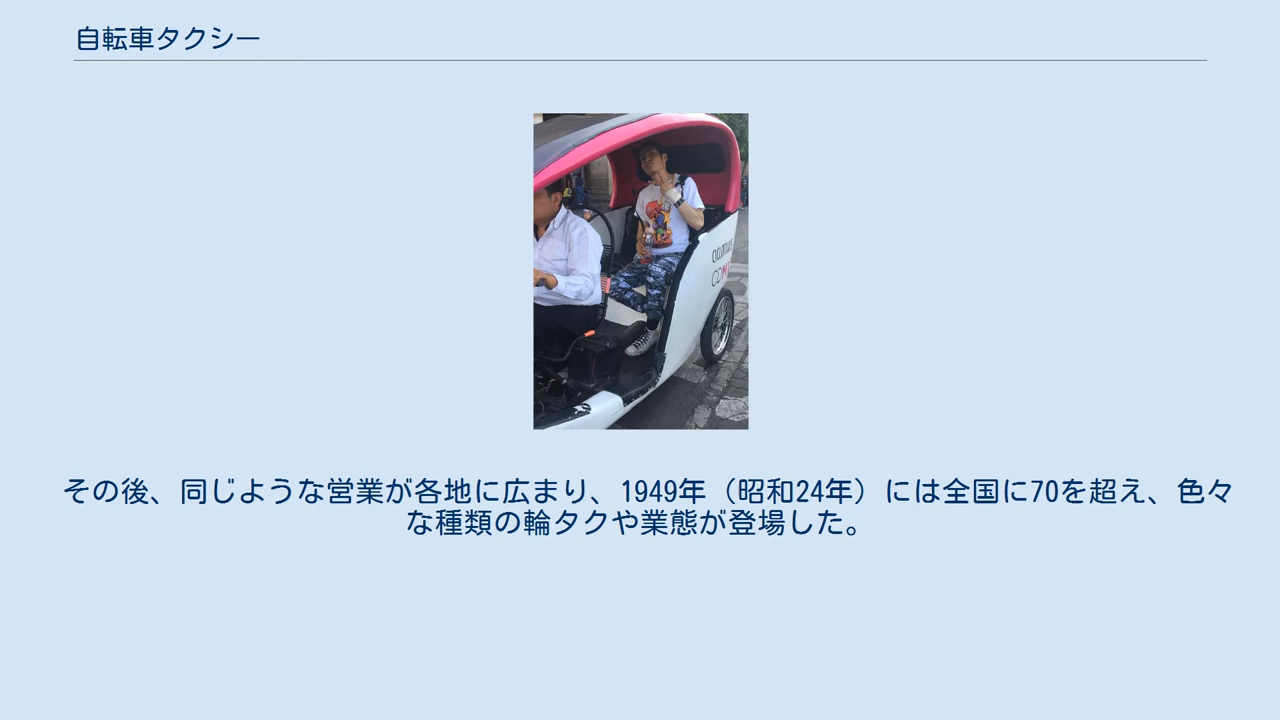 自転車タクシー
CDMX
その後、同じような営業が各地に広まり、1949年（昭和24年）には全国に70を超え、色々
な種類の輪タクや業態が登場した。